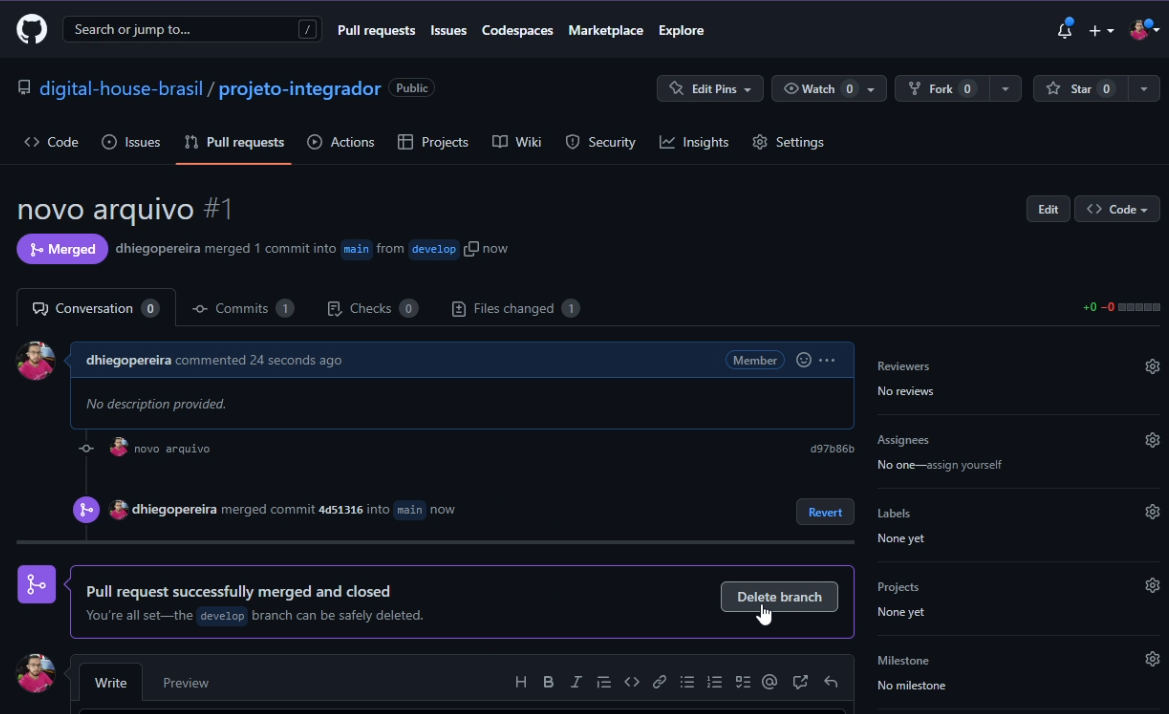 Search or jump to... /
Pull requests Issues Codespaces Marketplace Explore
digital-house-brasil / projeto-integrador Public
Edit Pins Watch 0 Fork 0 Star 0
Code Issues Pull requests Actions Projects Wiki Security Insights Settings
novo arquivo #1
Edit Code
Merged dhiegopereira merged 1 commit into main from develop now
Conversation 0 Commits 1 Checks 0 Files changed 1
+0 −0
dhiegopereira commented 24 seconds ago Member
No description provided.
novo arquivo d97b86b
dhiegopereira merged commit 4d51316 into main now Revert
Pull request successfully merged and closed
You're all set—the develop branch can be safely deleted.
Delete branch
Write Preview
H B I @
Reviewers
No reviews
Assignees
No one—assign yourself
Labels
None yet
Projects
None yet
Milestone
No milestone